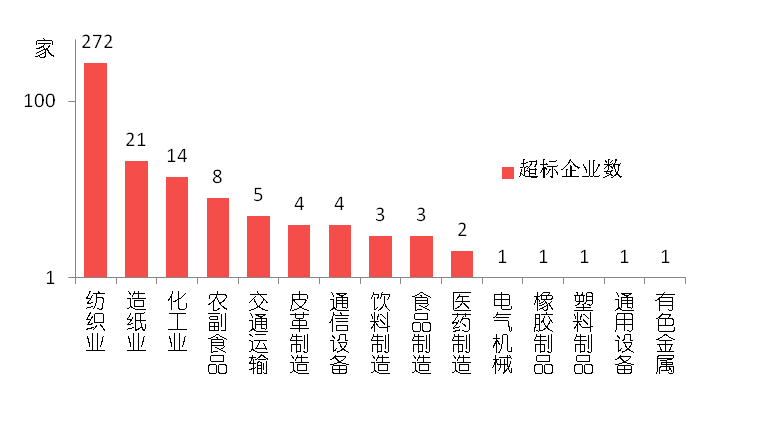 家
272
100
21
14
8
5
4
4
3
3
2
1
1
1
1
1
1
超标企业数
纺织业
造纸业
化工业
农副食品
交通运输
皮革制造
通信设备
饮料制造
食品制造
医药制造
电气机械
橡胶制品
塑料制品
通用设备
有色金属